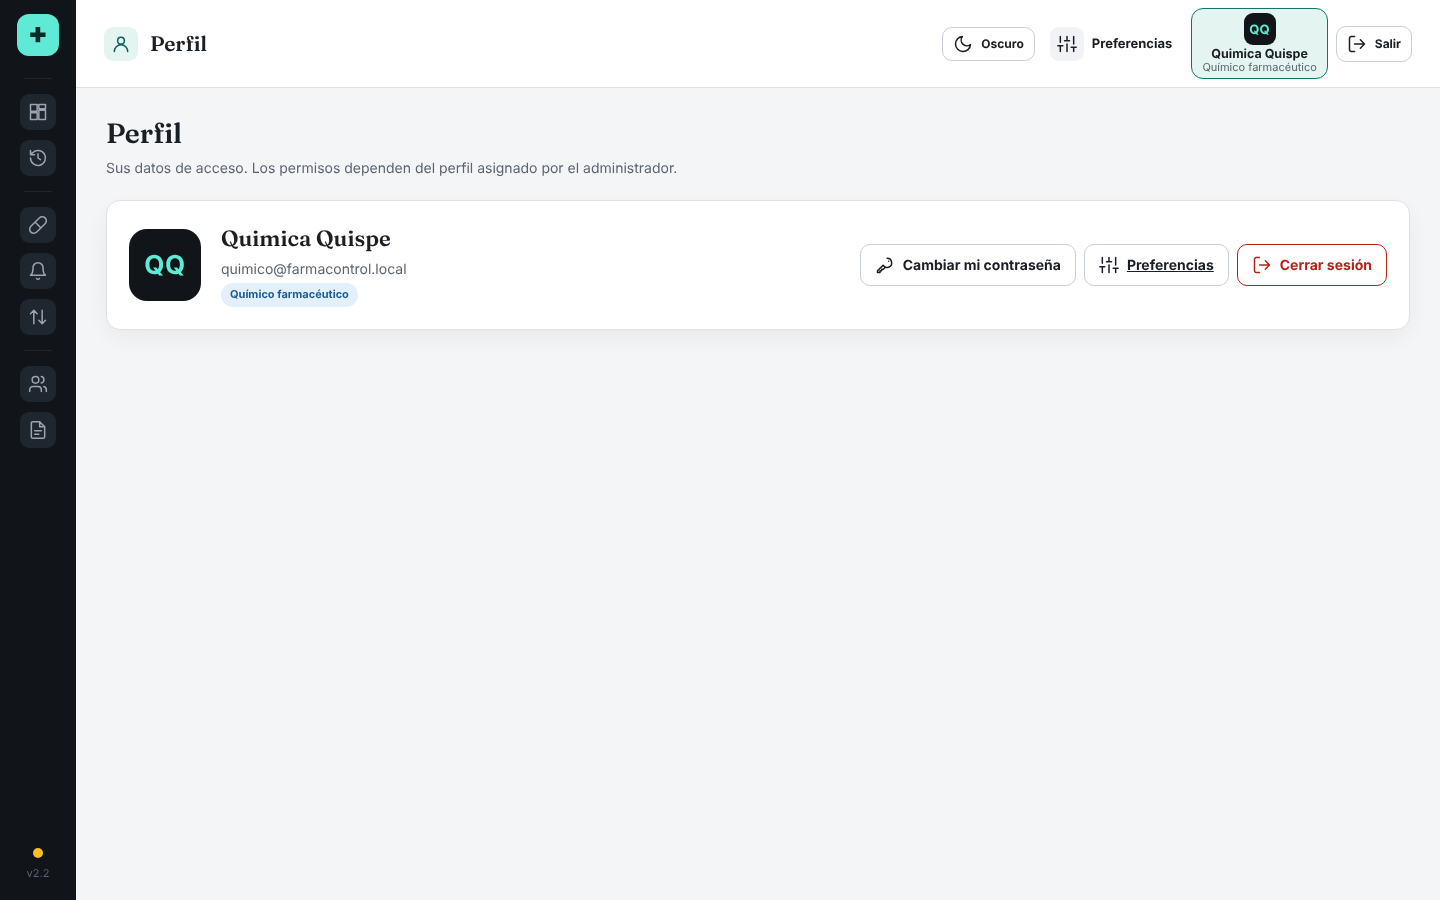 Perfil
Oscuro
Preferencias
QQ
Quimica Quispe
Químico farmacéutico
Salir
Perfil
Sus datos de acceso. Los permisos dependen del perfil asignado por el administrador.
QQ
Quimica Quispe
quimico@farmacontrol.local
Químico farmacéutico
Cambiar mi contraseña
Preferencias
Cerrar sesión
v2.2